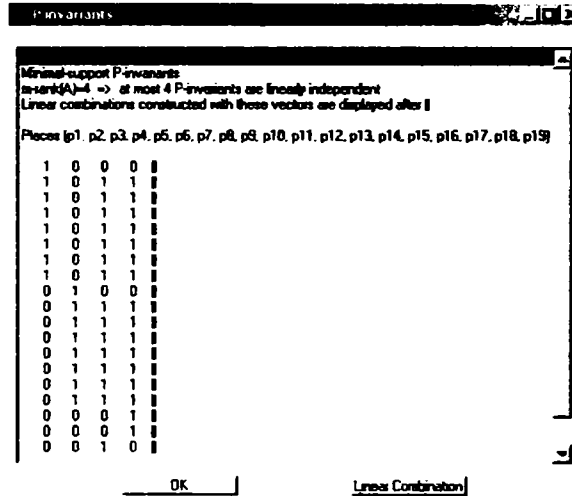 P-invariants
Minimal-support P-invariants
m-rank(A)=4 => at most 4 P-invariants are linearly independent
Linear combinations constructed with these vectors are displayed after ||
Places [p1, p2, p3, p4, p5, p6, p7, p8, p9, p10, p11, p12, p13, p14, p15, p16, p17, p18, p19]
1 0 0 0 ||
1 0 1 1 ||
1 0 1 1 ||
1 0 1 1 ||
1 0 1 1 ||
1 0 1 1 ||
1 0 1 1 ||
1 0 1 1 ||
0 1 0 0 ||
0 1 1 1 ||
0 1 1 1 ||
0 1 1 1 ||
0 1 1 1 ||
0 1 1 1 ||
0 1 1 1 ||
0 1 1 1 ||
0 0 0 1 ||
0 0 0 1 ||
0 0 1 0 ||
OK
Linear Combination